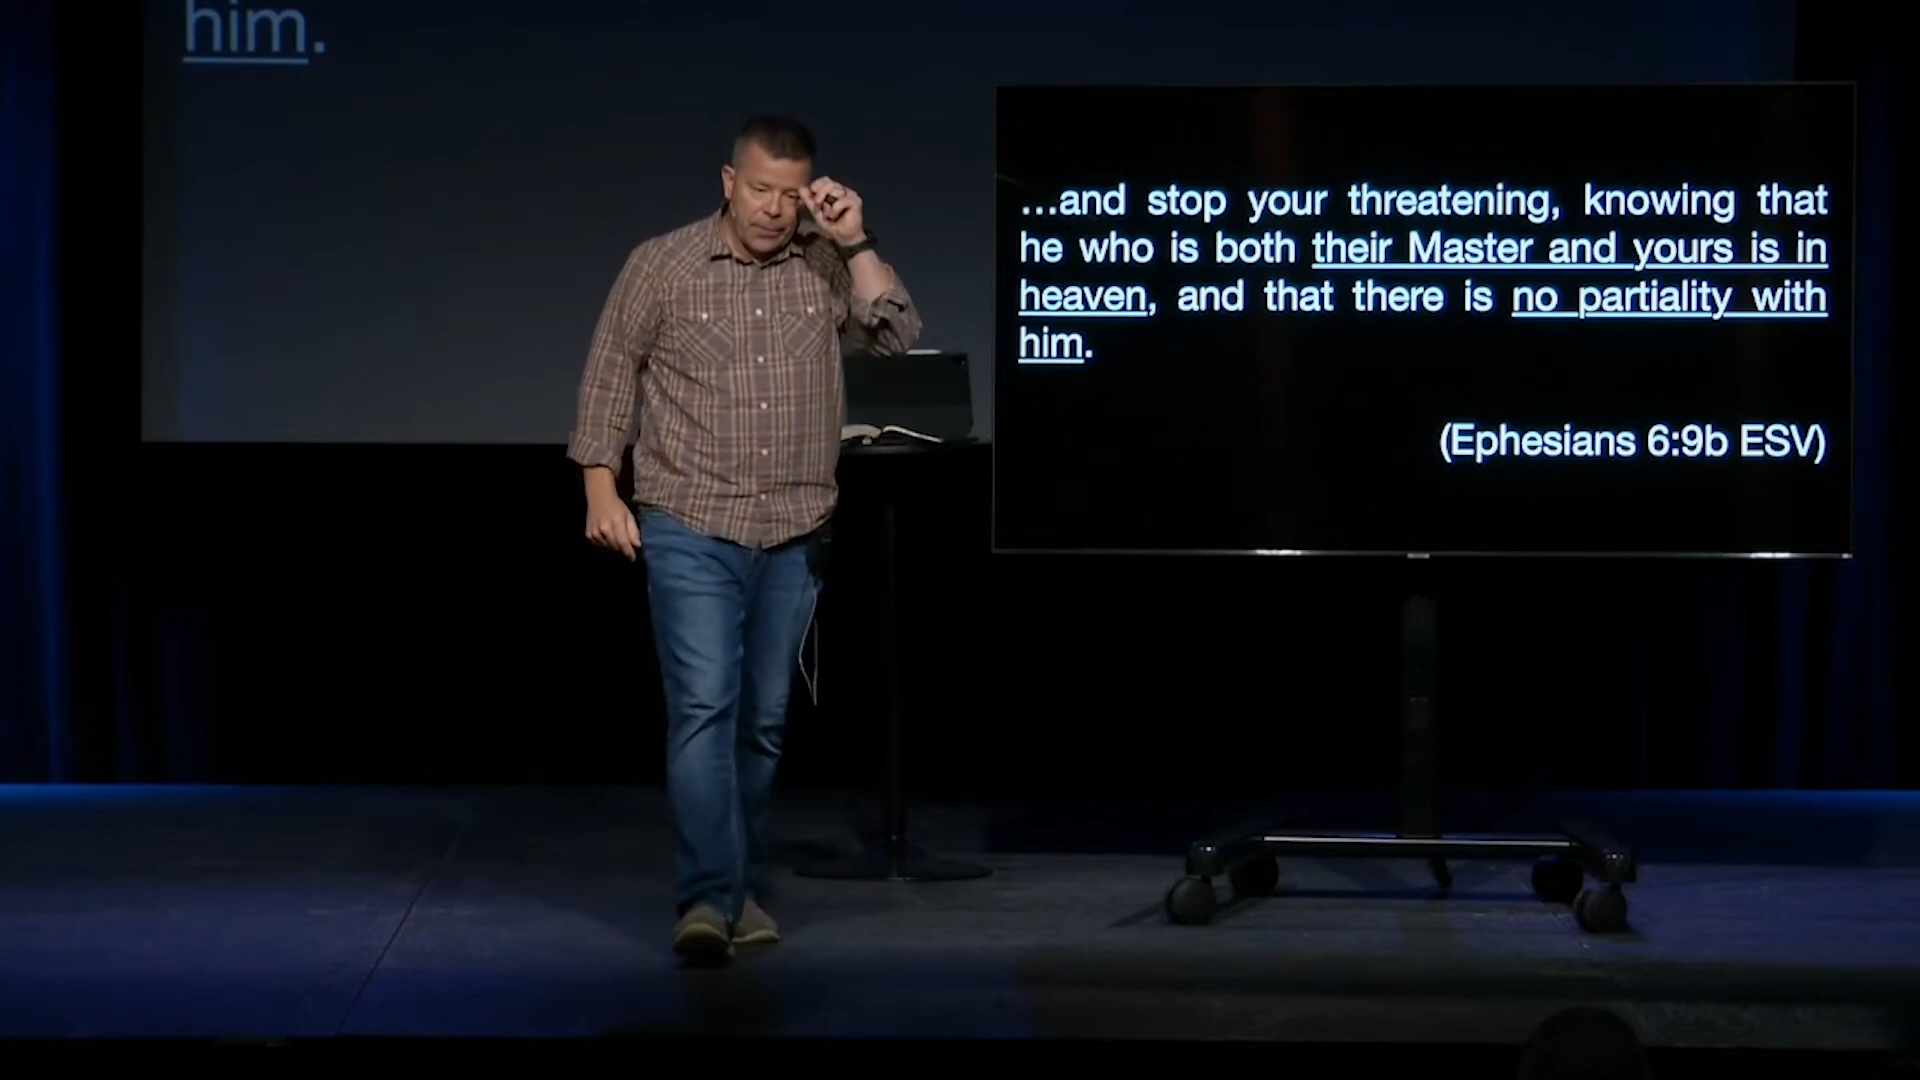 him.
...and stop your threatening, knowing that
he who is both their Master and yours is in
heaven, and that there is no partiality with
him.
(Ephesians 6:9b ESV)